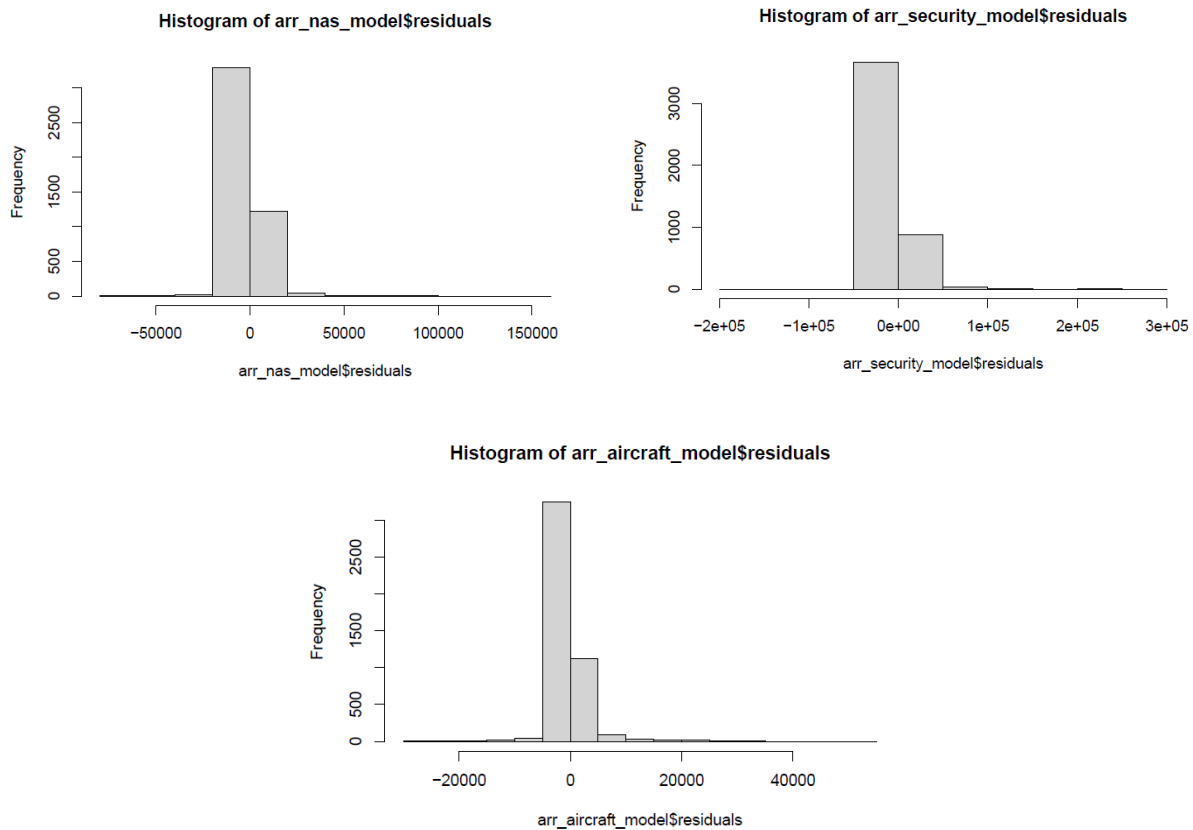 Histogram of arr_nas_model$residuals
Frequency
0 500 1500 2500
−50000 0 50000 100000 150000
arr_nas_model$residuals
Histogram of arr_security_model$residuals
Frequency
0 1000 2000 3000
−2e+05 −1e+05 0e+00 1e+05 2e+05 3e+05
arr_security_model$residuals
Histogram of arr_aircraft_model$residuals
Frequency
0 500 1500 2500
−20000 0 20000 40000
arr_aircraft_model$residuals